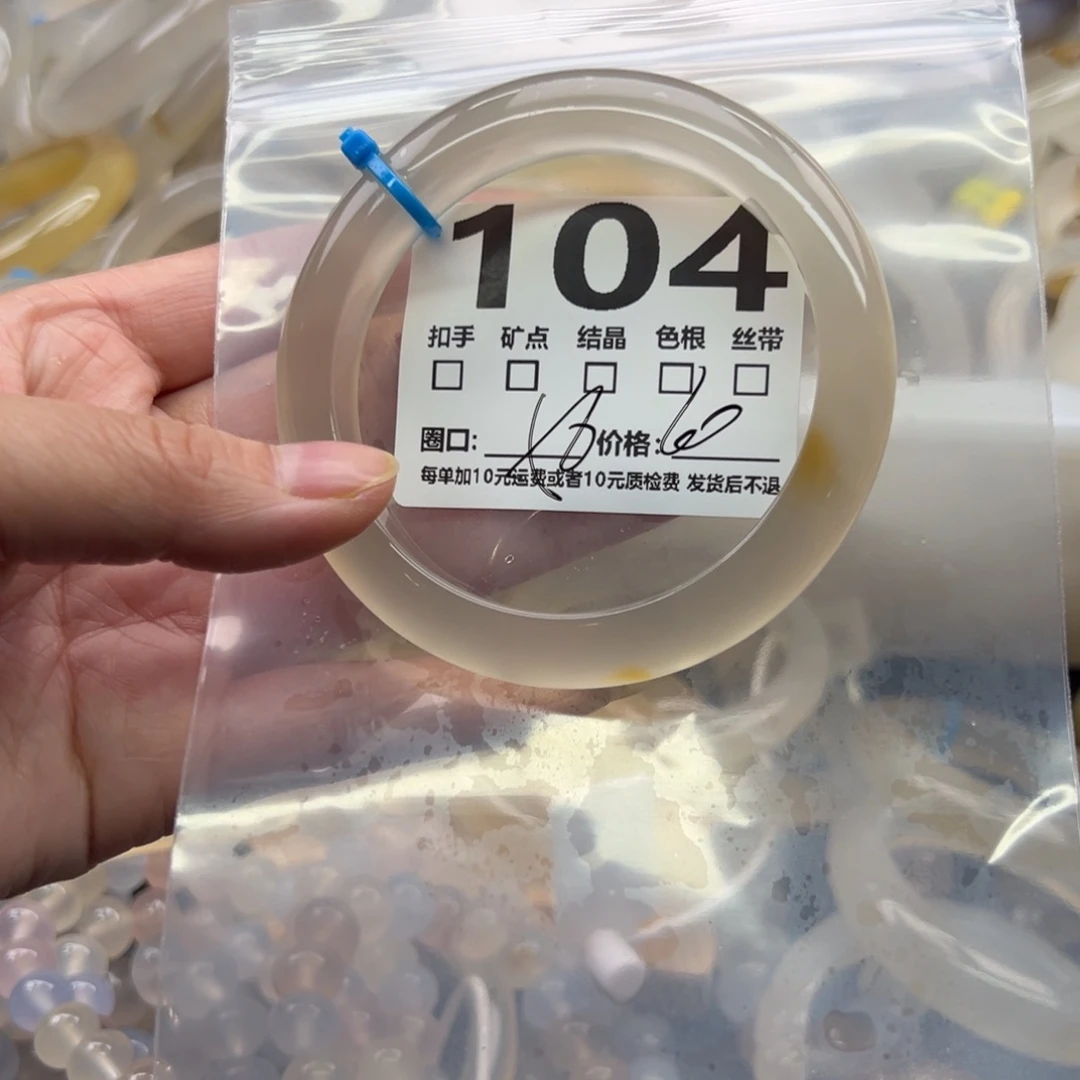 104
扣手 矿点 结晶 色根 丝带
圈口: 价格: 60
每单加10元运费或者10元质检费 发货后不退